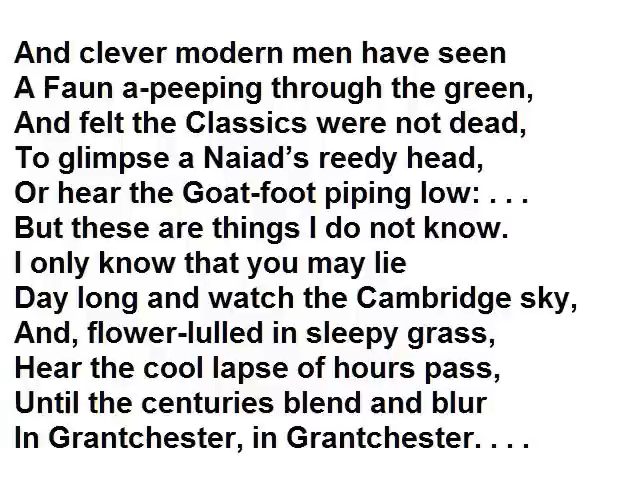 And clever modern men have seen
A Faun a-peeping through the green,
And felt the Classics were not dead,
To glimpse a Naiad’s reedy head,
Or hear the Goat-foot piping low: . . .
But these are things I do not know.
I only know that you may lie
Day long and watch the Cambridge sky,
And, flower-lulled in sleepy grass,
Hear the cool lapse of hours pass,
Until the centuries blend and blur
In Grantchester, in Grantchester. . . .